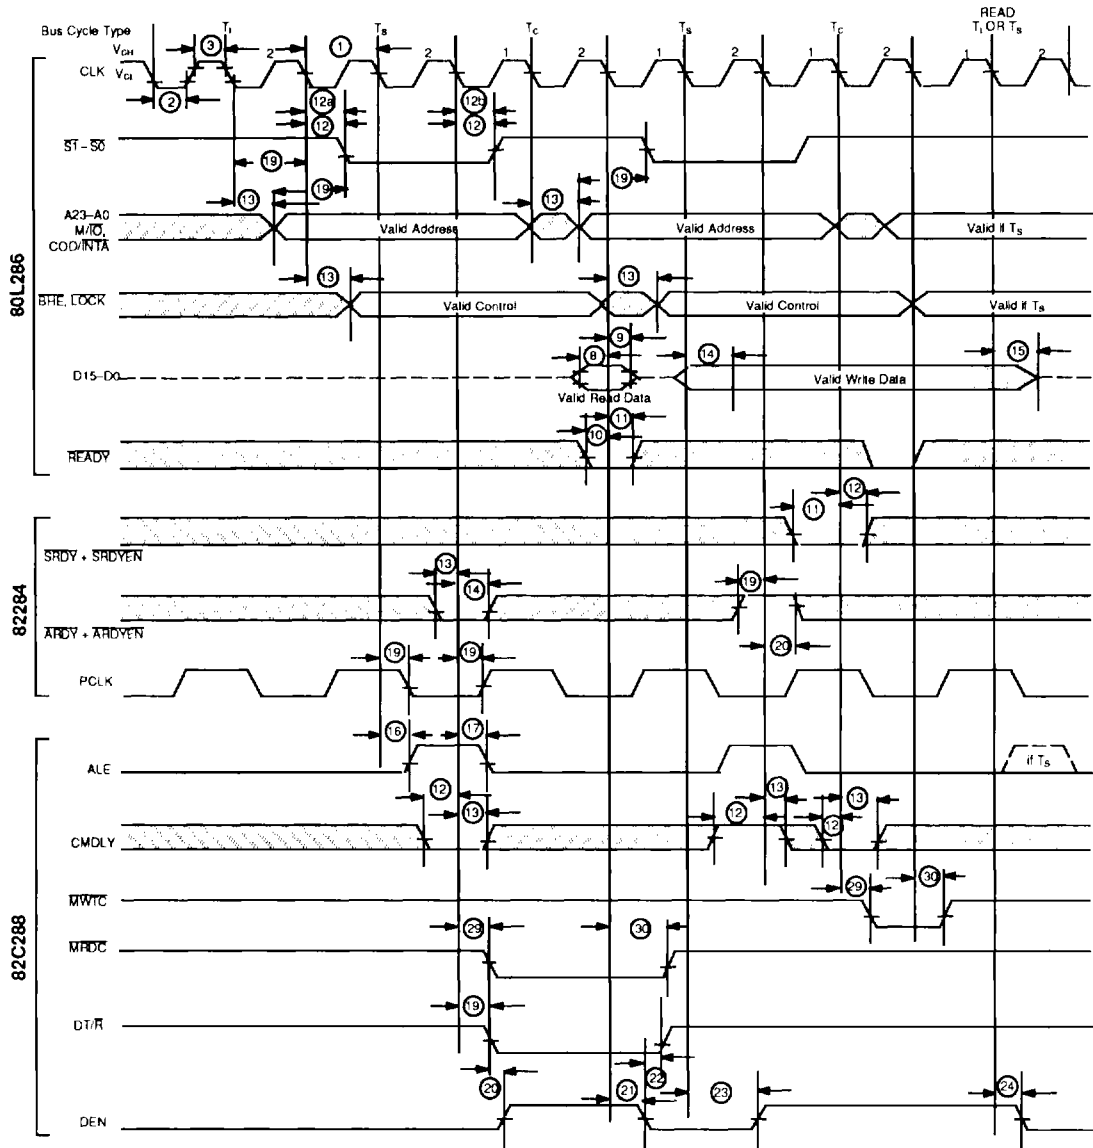 READ
Bus Cycle Type T_I T_S T_C T_S T_C T_I OR T_S
V_CH
CLK
V_CL
2 1 2 1 2 1 2 1 2 1 2
③ ①
②
12a 12b
⑫ ⑫
S1–S0
⑲ ⑲ ⑲
⑬ ⑬
A23–A0
M/IO,
COD/INTA
Valid Address Valid Address Valid if T_S
⑬ ⑬
BHE, LOCK
Valid Control Valid Control Valid if T_S
⑨
⑧ ⑭ ⑮
D15–D0
Valid Write Data
Valid Read Data
⑪
⑩
READY
80L286
⑫
⑪
SRDY + SRDYEN
⑬ ⑭ ⑲
ARDY + ARDYEN
⑳
⑲ ⑲
PCLK
82284
⑯ ⑰
ALE
if T_S
⑫ ⑬ ⑫ ⑬ ⑫ ⑬
CMDLY
MWTC
㉙ ㉚
MRDC
㉙ ㉚
DT/R
⑲
⑳ ㉑ ㉒ ㉓ ㉔
DEN
82C288